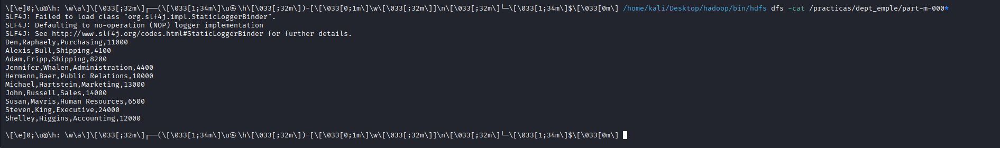 \[\e]0;\u@\h: \w\a\]\[\033[;32m\]┌──(\[\033[1;34m\]\u㉿\h\[\033[;32m\])-[\[\033[0;1m\]\w\[\033[;32m\]]\n\[\033[;32m\]└─\[\033[1;34m\]$\[\033[0m\] /home/kali/Desktop/hadoop/bin/hdfs dfs -cat /practicas/dept_emple/part-m-000*
SLF4J: Failed to load class "org.slf4j.impl.StaticLoggerBinder".
SLF4J: Defaulting to no-operation (NOP) logger implementation
SLF4J: See http://www.slf4j.org/codes.html#StaticLoggerBinder for further details.
Den,Raphaely,Purchasing,11000
Alexis,Bull,Shipping,4100
Adam,Fripp,Shipping,8200
Jennifer,Whalen,Administration,4400
Hermann,Baer,Public Relations,10000
Michael,Hartstein,Marketing,13000
John,Russell,Sales,14000
Susan,Mavris,Human Resources,6500
Steven,King,Executive,24000
Shelley,Higgins,Accounting,12000
\[\e]0;\u@\h: \w\a\]\[\033[;32m\]┌──(\[\033[1;34m\]\u㉿\h\[\033[;32m\])-[\[\033[0;1m\]\w\[\033[;32m\]]\n\[\033[;32m\]└─\[\033[1;34m\]$\[\033[0m\]